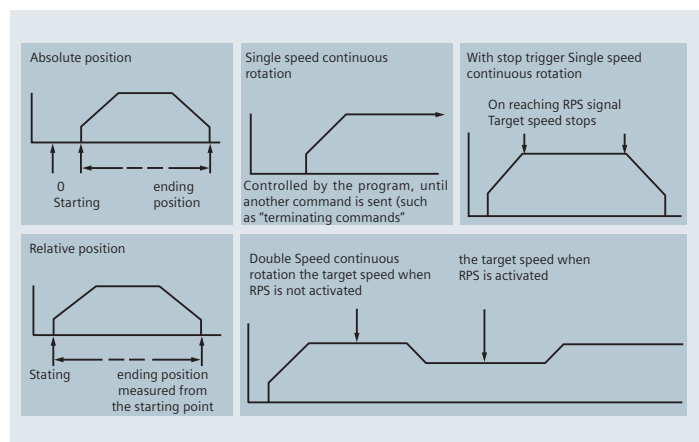 Absolute position
0
Starting
ending
position
Single speed continuous
rotation
Controlled by the program, until
another command is sent (such
as “terminating commands“
With stop trigger Single speed
continuous rotation
On reaching RPS signal
Target speed stops
Relative position
Stating
ending position
measured from
the starting point
Double Speed continuous
rotation the target speed when
RPS is not activated
the target speed when
RPS is activated